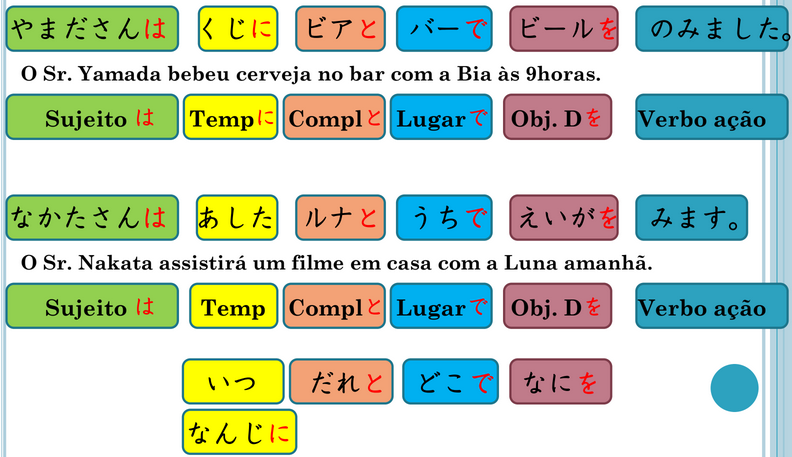 やまださんは くじに ビアと バーで ビールを のみました。
O Sr. Yamada bebeu cerveja no bar com a Bia às 9horas.
Sujeito は Tempに Complと Lugarで Obj. Dを Verbo ação
なかたさんは あした ルナと うちで えいがを みます。
O Sr. Nakata assistirá um filme em casa com a Luna amanhã.
Sujeito は Temp Complと Lugarで Obj. Dを Verbo ação
いつ だれと どこで なにを
なんじに